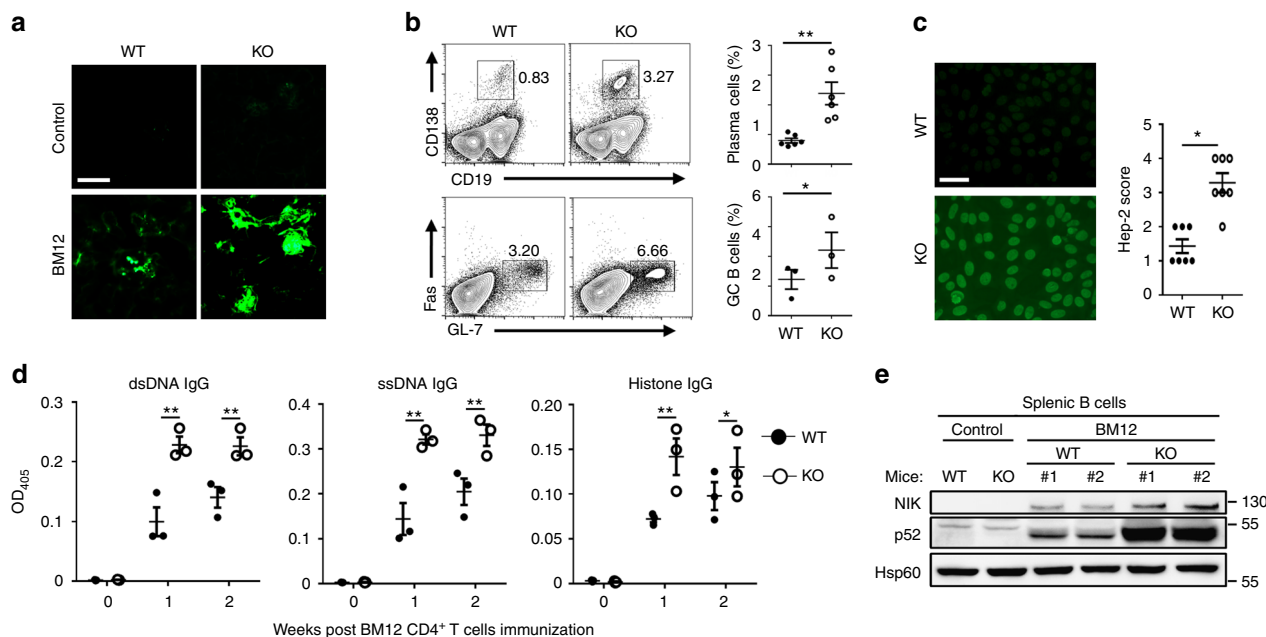 a
WT KO
Control
BM12
b
WT KO
CD138
0.83
3.27
CD19
Fas
3.20
6.66
GL-7
Plasma cells (%)
3
2
1
0
**
GC B cells (%)
6
4
2
0
*
WT KO
c
WT
KO
Hep-2 score
5
4
3
2
1
0
*
WT KO
d
dsDNA IgG
ssDNA IgG
Histone IgG
OD405
0.3
0.2
0.1
0
** **
0 1 2
0.4
0.3
0.2
0.1
0
** **
0 1 2
0.20
0.15
0.10
0.05
0.00
** *
0 1 2
WT
KO
Weeks post BM12 CD4+ T cells immunization
e
Splenic B cells
Control BM12
WT KO
Mice: WT KO #1 #2 #1 #2
NIK 130
p52 55
Hsp60 55